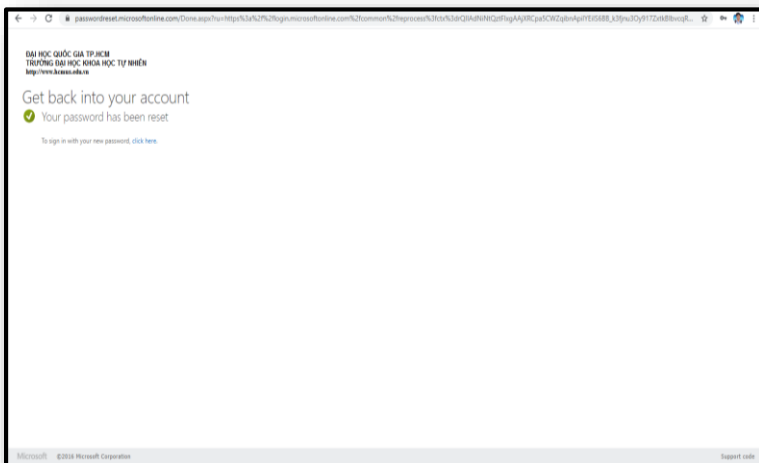 passwordreset.microsoftonline.com/Done.aspx?ru=https%3a%2f%2flogin.microsoftonline.com%2fcommon%2freprocess%3fctx%3d
ĐẠI HỌC QUỐC GIA TP.HCM
TRƯỜNG ĐẠI HỌC KHOA HỌC TỰ NHIÊN
http://www.hcmus.edu.vn
Get back into your account
Your password has been reset
To sign in with your new password, click here.
Microsoft ©2016 Microsoft Corporation Support code